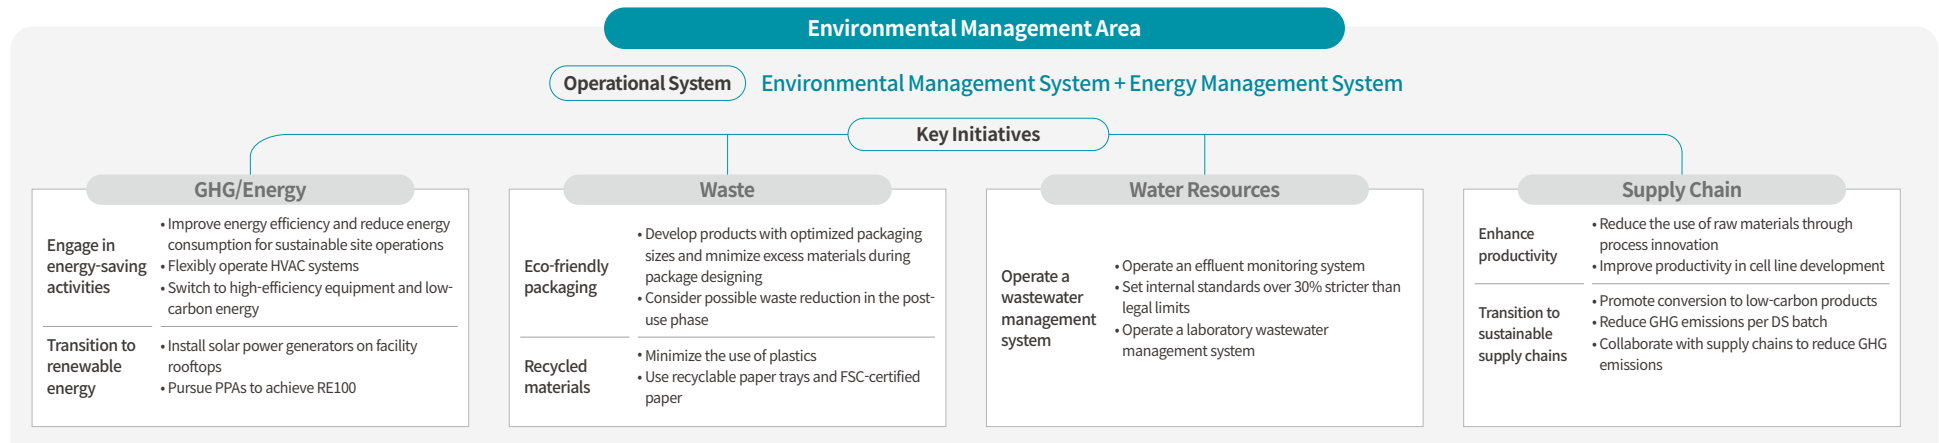 Environmental Management Area
Operational System
Environmental Management System + Energy Management System
Key Initiatives
GHG/Energy
Engage in
energy-saving
activities
• Improve energy efficiency and reduce energy
consumption for sustainable site operations
• Flexibly operate HVAC systems
• Switch to high-efficiency equipment and low-
carbon energy
Transition to
renewable
energy
• Install solar power generators on facility
rooftops
• Pursue PPAs to achieve RE100
Waste
Eco-friendly
packaging
• Develop products with optimized packaging
sizes and mnimize excess materials during
package designing
• Consider possible waste reduction in the post-
use phase
Recycled
materials
• Minimize the use of plastics
• Use recyclable paper trays and FSC-certified
paper
Water Resources
Operate a
wastewater
management
system
• Operate an effluent monitoring system
• Set internal standards over 30% stricter than
legal limits
• Operate a laboratory wastewater
management system
Supply Chain
Enhance
productivity
• Reduce the use of raw materials through
process innovation
• Improve productivity in cell line development
Transition to
sustainable
supply chains
• Promote conversion to low-carbon products
• Reduce GHG emissions per DS batch
• Collaborate with supply chains to reduce GHG
emissions